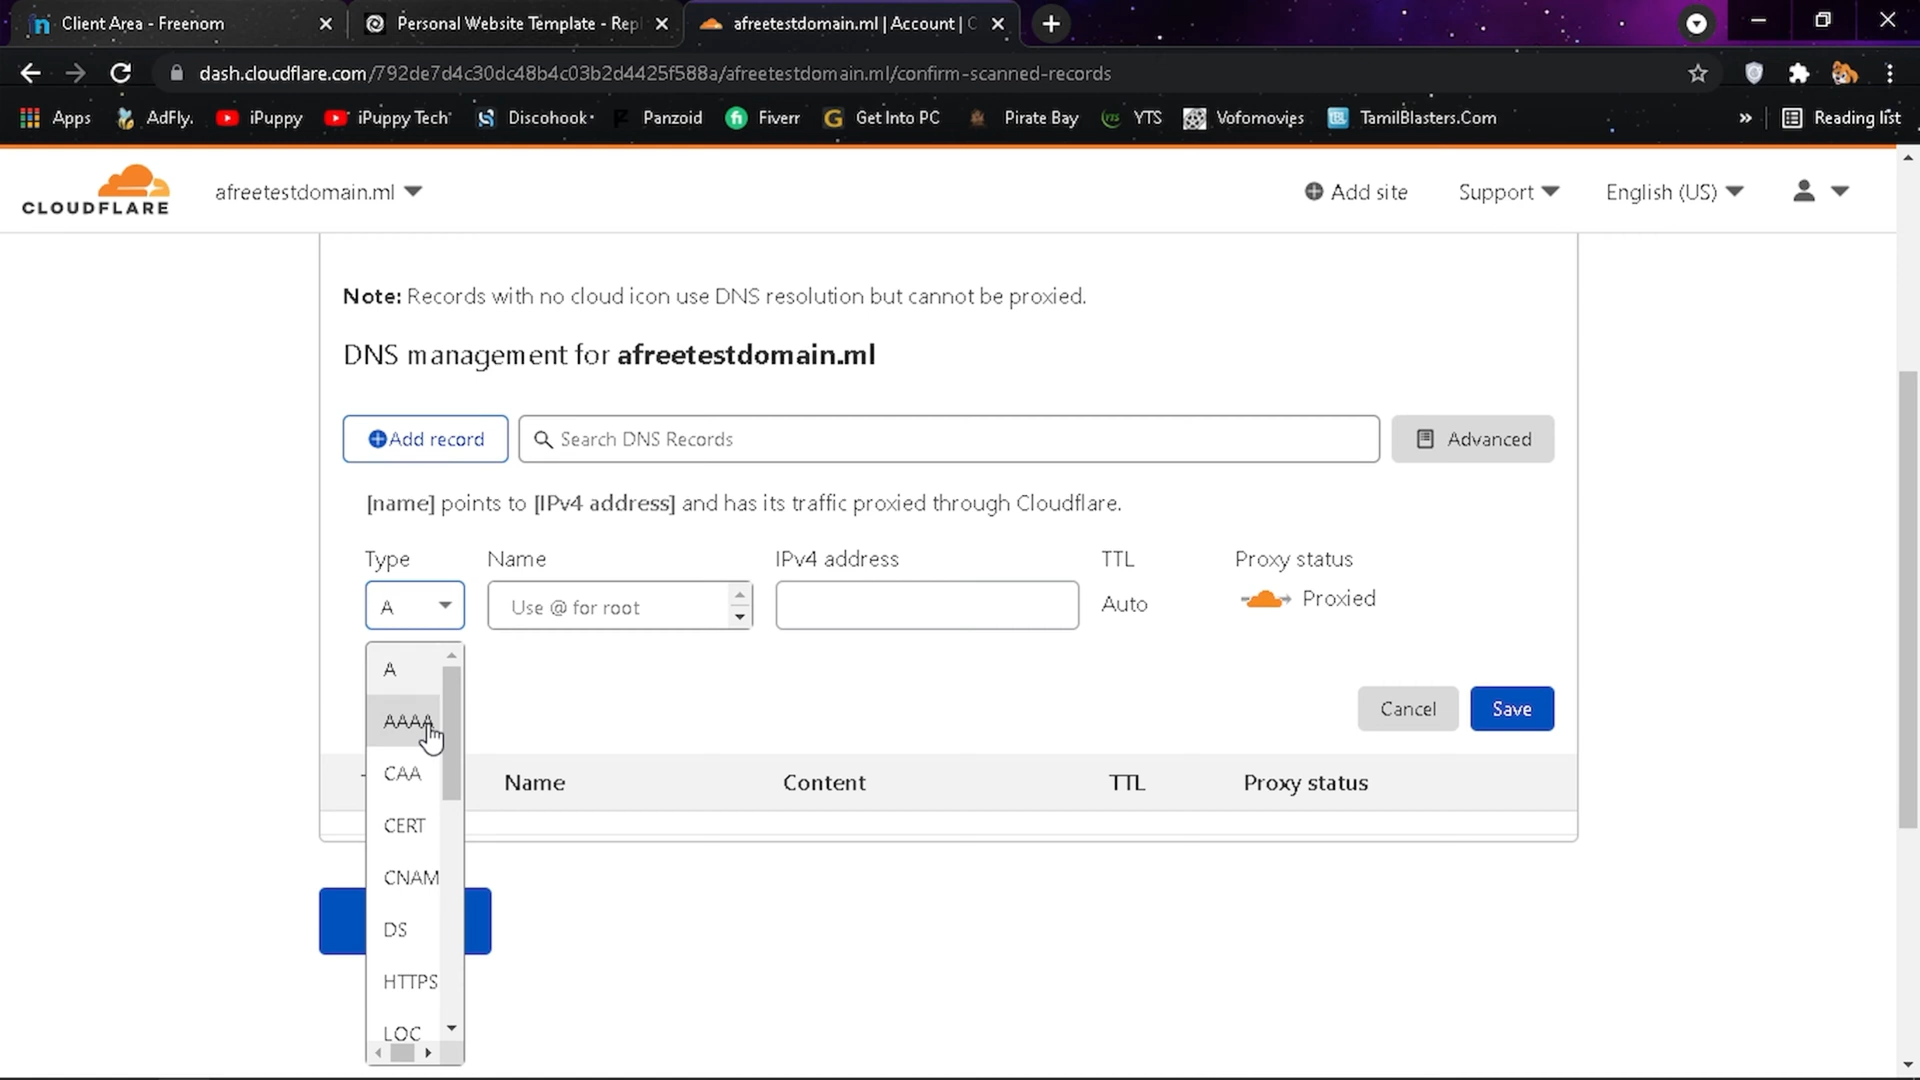 Client Area - Freenom
Personal Website Template - Repl
afreetestdomain.ml | Account | C
dash.cloudflare.com/792de7d4c30dc48b4c03b2d4425f588a/afreetestdomain.ml/confirm-scanned-records
Apps AdFly. iPuppy iPuppy Tech Discohook Panzoid Fiverr Get Into PC Pirate Bay YTS Vofomovies TamilBlasters.Com » Reading list
CLOUDFLARE
afreetestdomain.ml
Add site
Support
English (US)
Note: Records with no cloud icon use DNS resolution but cannot be proxied.
DNS management for afreetestdomain.ml
Add record
Search DNS Records
Advanced
[name] points to [IPv4 address] and has its traffic proxied through Cloudflare.
Type Name IPv4 address TTL Proxy status
A Use @ for root Auto Proxied
A
AAAA
CAA
CERT
CNAM
DS
HTTPS
LOC
Cancel Save
Name Content TTL Proxy status